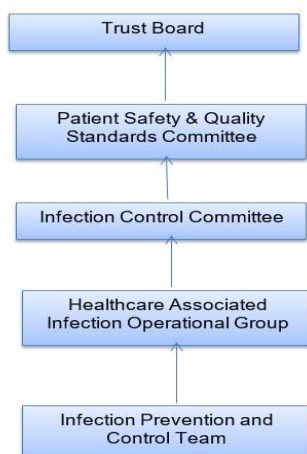 Trust Board
Patient Safety & Quality
Standards Committee
Infection Control Committee
Healthcare Associated
Infection Operational Group
Infection Prevention and
Control Team